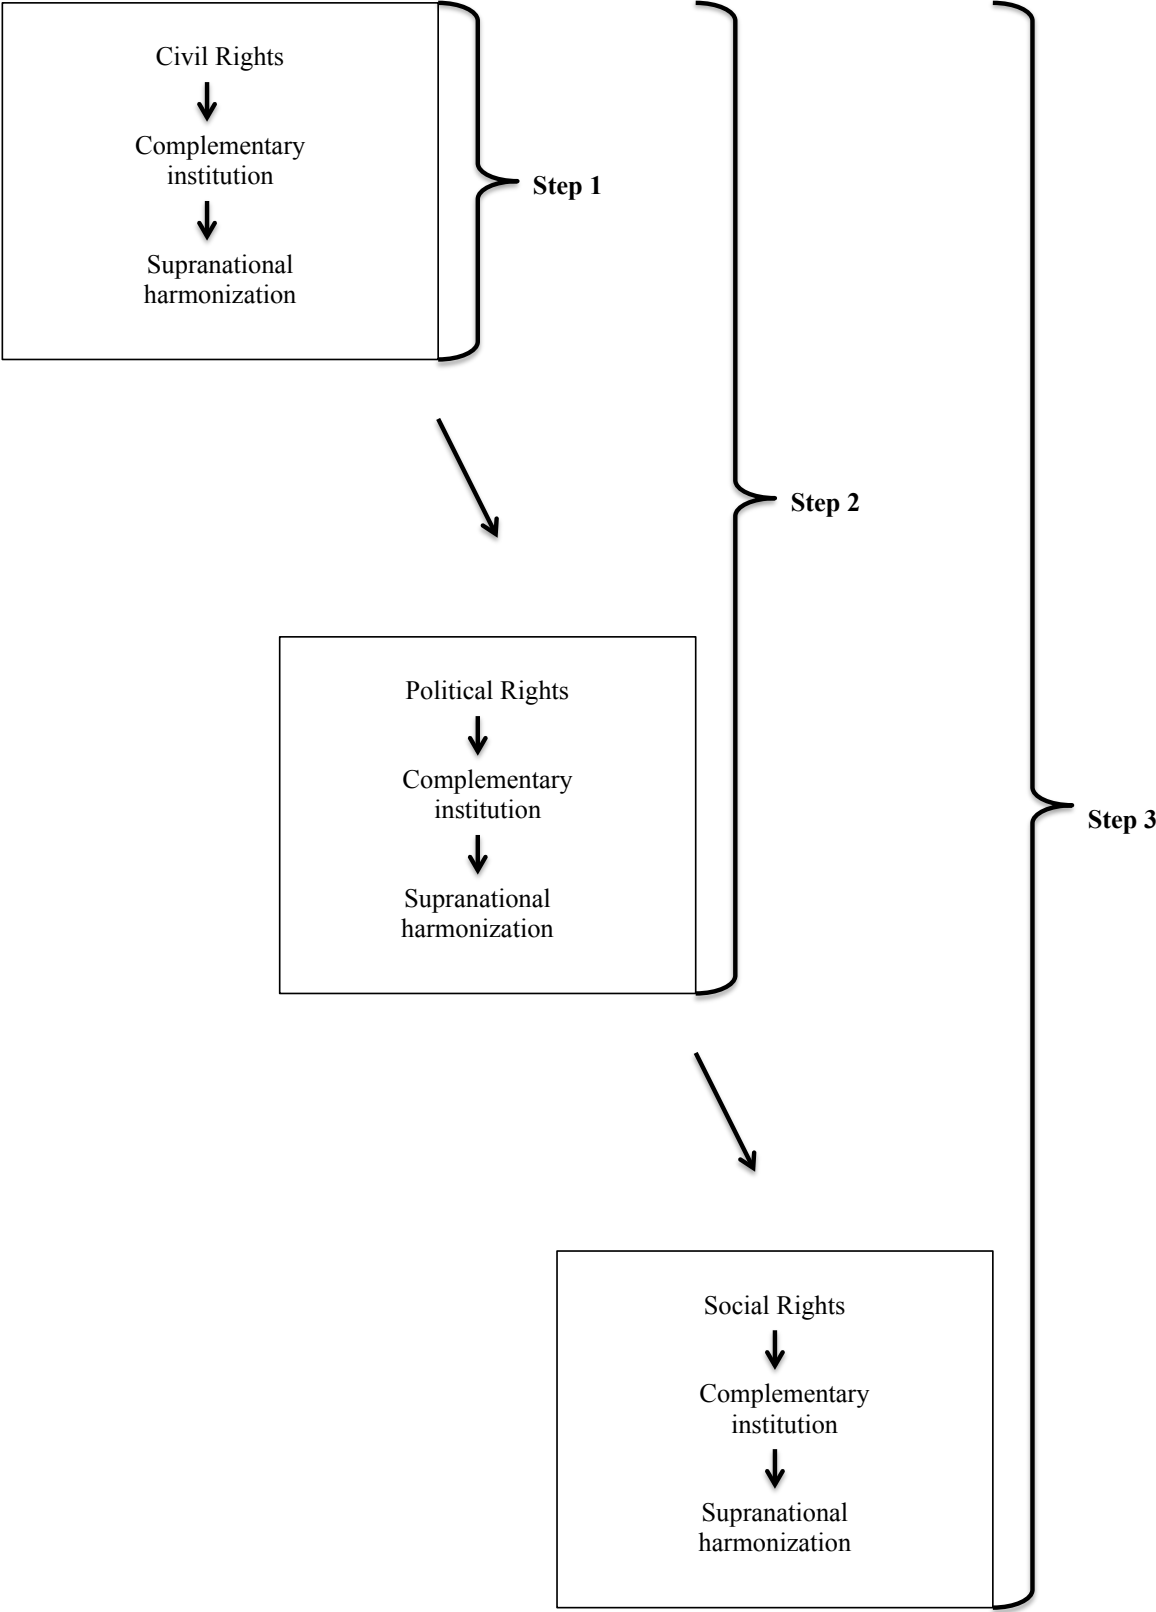 Civil Rights
Complementary
institution
Supranational
harmonization
Step 1
Step 2
Political Rights
Complementary
institution
Supranational
harmonization
Step 3
Social Rights
Complementary
institution
Supranational
harmonization